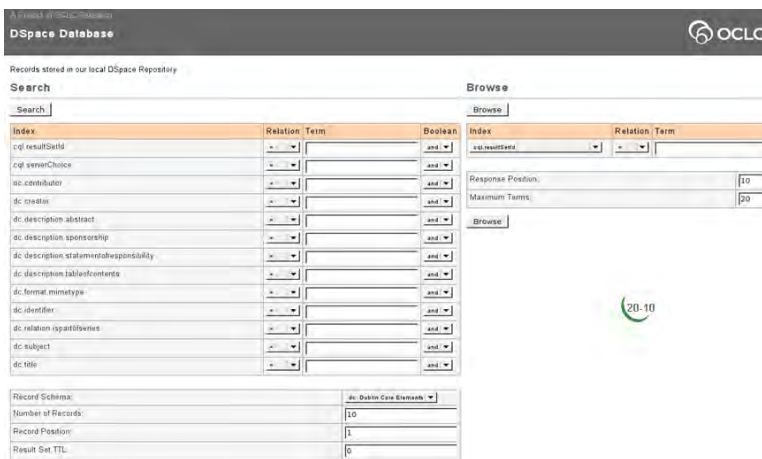 A Project of OCLC Research
DSpace Database
OCLC
Records stored in our local DSpace Repository
Search
Search
Index Relation Term Boolean
cql.resultSetId = and
cql.serverChoice = and
dc.contributor = and
dc.creator = and
dc.description.abstract = and
dc.description.sponsorship = and
dc.description.statementofresponsibility = and
dc.description.tableofcontents = and
dc.format.mimetype = and
dc.identifier = and
dc.relation.ispartofseries = and
dc.subject = and
dc.title = and
Record Schema: dc: Dublin Core Elements
Number of Records: 10
Record Position: 1
Result Set TTL: 0
Browse
Browse
Index Relation Term
cql.resultSetId =
Response Position: 10
Maximum Terms: 20
Browse
20-10